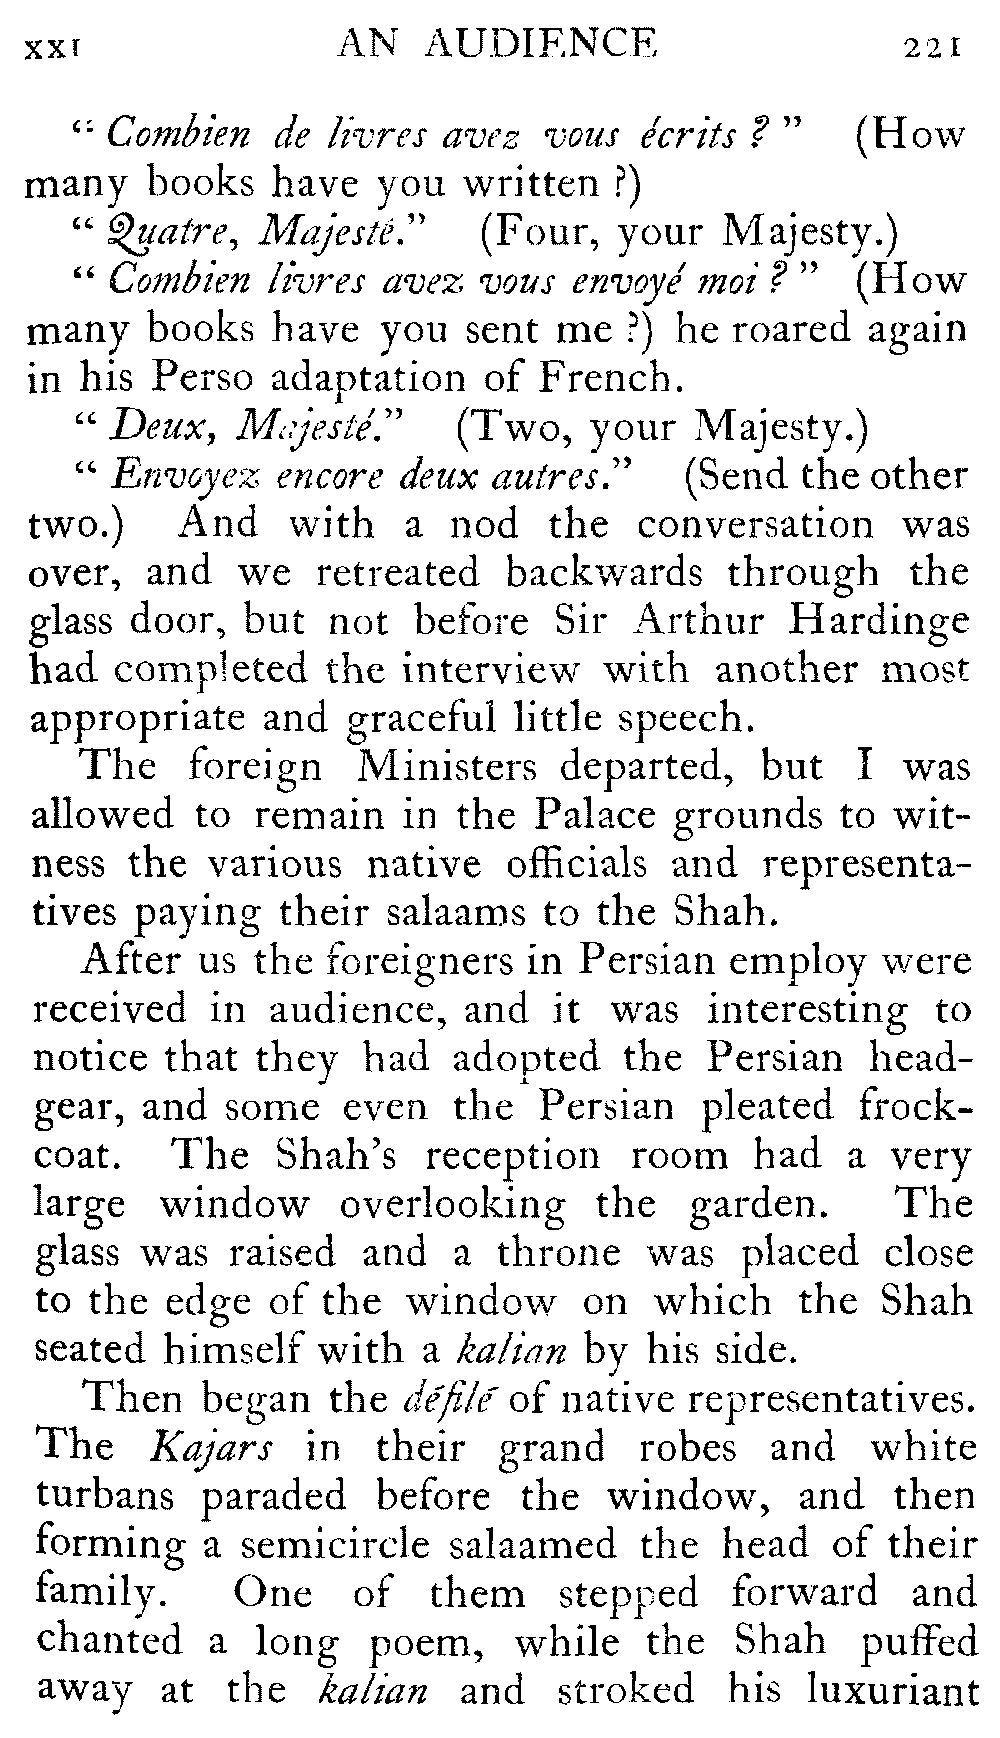 XXI AN AUDIENCE 221
“ Combien de livres avez vous écrits ? ” (How
many books have you written ?)
“ Quatre, Majesté.” (Four, your Majesty.)
“ Combien livres avez vous envoyé moi ? ” (How
many books have you sent me ?) he roared again
in his Perso adaptation of French.
“ Deux, Majesté.” (Two, your Majesty.)
“ Envoyez encore deux autres.” (Send the other
two.) And with a nod the conversation was
over, and we retreated backwards through the
glass door, but not before Sir Arthur Hardinge
had completed the interview with another most
appropriate and graceful little speech.
The foreign Ministers departed, but I was
allowed to remain in the Palace grounds to wit-
ness the various native officials and representa-
tives paying their salaams to the Shah.
After us the foreigners in Persian employ were
received in audience, and it was interesting to
notice that they had adopted the Persian head-
gear, and some even the Persian pleated frock-
coat. The Shah’s reception room had a very
large window overlooking the garden. The
glass was raised and a throne was placed close
to the edge of the window on which the Shah
seated himself with a kalian by his side.
Then began the défilé of native representatives.
The Kajars in their grand robes and white
turbans paraded before the window, and then
forming a semicircle salaamed the head of their
family. One of them stepped forward and
chanted a long poem, while the Shah puffed
away at the kalian and stroked his luxuriant